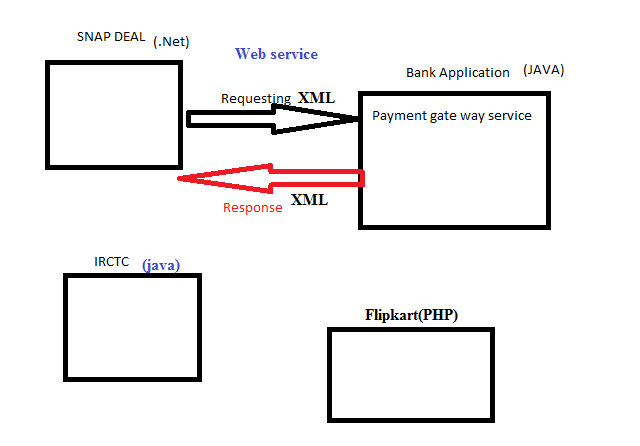 SNAP DEAL (.Net)
Web service
Bank Application (JAVA)
Requesting XML
Payment gate way service
Response XML
IRCTC (java)
Flipkart(PHP)